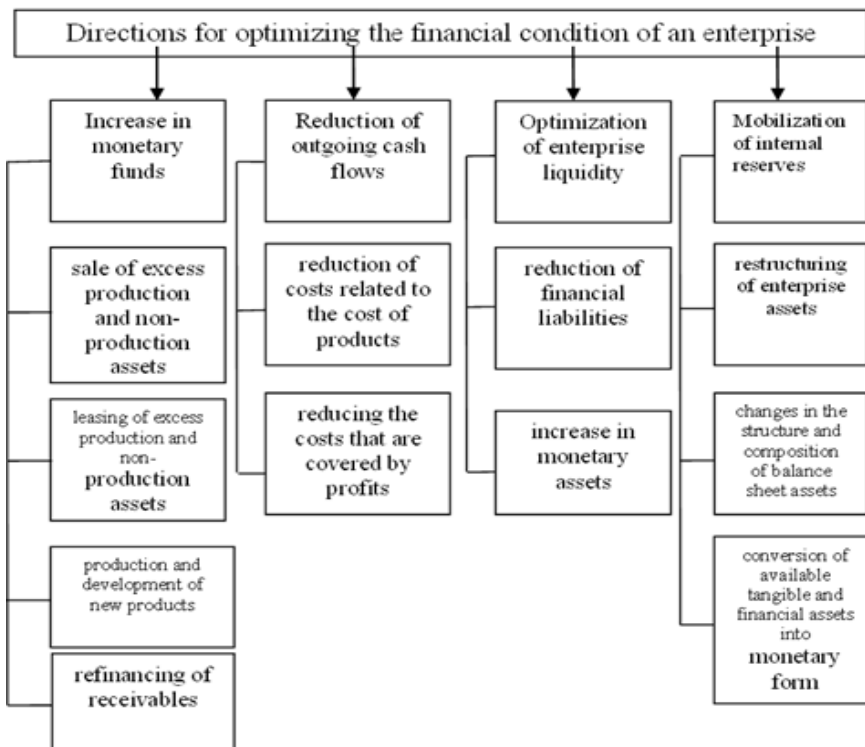 Directions for optimizing the financial condition of an enterprise
Increase in
monetary
funds
sale of excess
production
and non-
production
assets
leasing of excess
production and
non-
production
assets
production and
development of
new products
refinancing of
receivables
Reduction of
outgoing cash
flows
reduction of
costs related to
the cost of
products
reducing the
costs that are
covered by
profits
Optimization
of enterprise
liquidity
reduction of
financial
liabilities
increase in
monetary
assets
Mobilization
of internal
reserves
restructuring
of enterprise
assets
changes in the
structure and
composition
of balance
sheet assets
conversion of
available
tangible and
financial assets
into
monetary
form